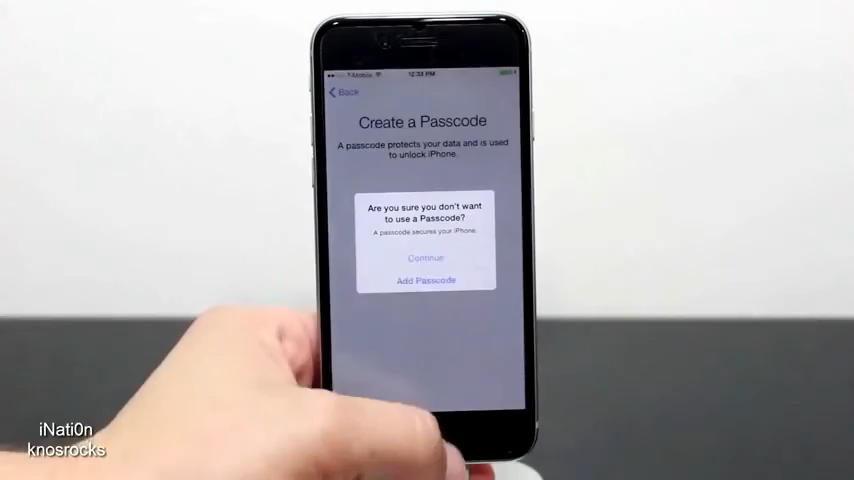 T-Mobile 12:33 PM
Back
Create a Passcode
A passcode protects your data and is used
to unlock iPhone.
Are you sure you don't want
to use a Passcode?
A passcode secures your iPhone.
Continue
Add Passcode
iNati0n
knosrocks